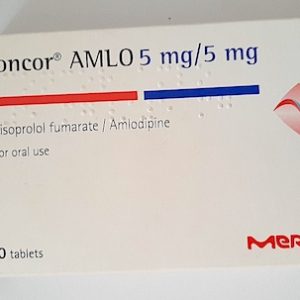 oncor® AMLO 5 mg/5 mg
isoprolol fumarate / Amlodipine
or oral use
0 tablets
Mer